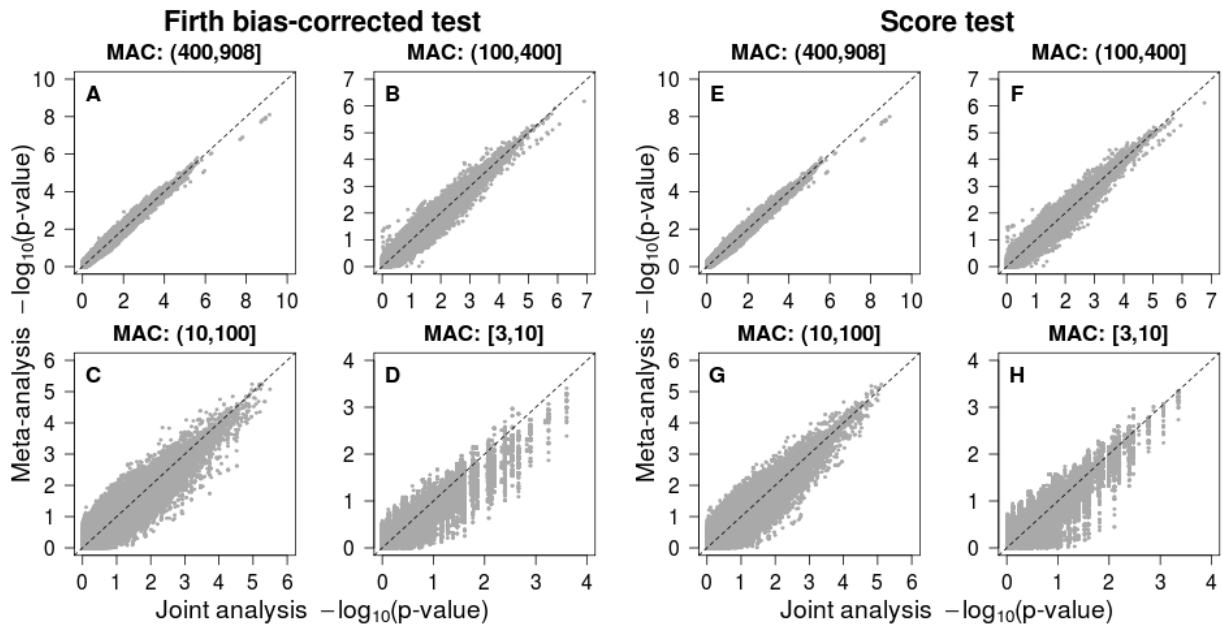 Firth bias-corrected test
Score test
MAC: (400,908]
MAC: (100,400]
MAC: (400,908]
MAC: (100,400]
A
10
8
6
4
2
0
0 2 4 6 8 10
B
7
6
5
4
3
2
1
0
0 1 2 3 4 5 6 7
E
10
8
6
4
2
0
0 2 4 6 8 10
F
7
6
5
4
3
2
1
0
0 1 2 3 4 5 6 7
MAC: (10,100]
MAC: [3,10]
MAC: (10,100]
MAC: [3,10]
C
6
5
4
3
2
1
0
0 1 2 3 4 5 6
D
4
3
2
1
0
0 1 2 3 4
G
6
5
4
3
2
1
0
0 1 2 3 4 5 6
H
4
3
2
1
0
0 1 2 3 4
Meta-analysis −log10(p-value)
Meta-analysis −log10(p-value)
Joint analysis −log10(p-value)
Joint analysis −log10(p-value)